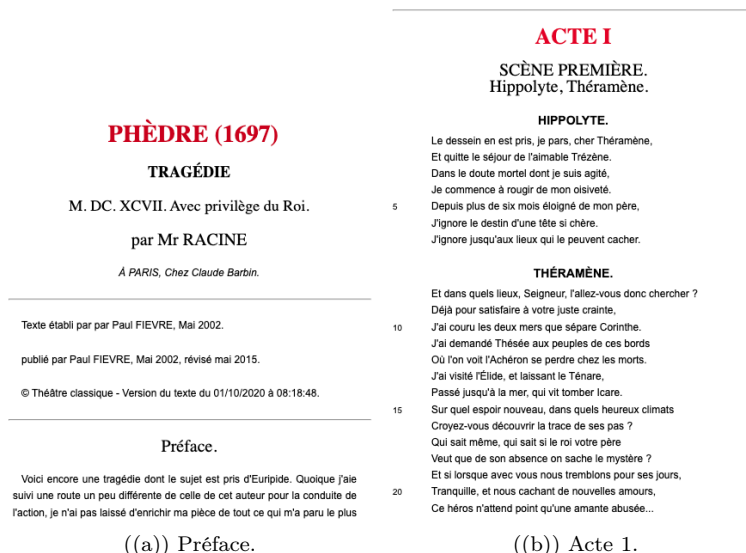 PHÈDRE (1697)
TRAGÉDIE
M. DC. XCVII. Avec privilège du Roi.
par Mr RACINE
À PARIS, Chez Claude Barbin.
Texte établi par par Paul FIEVRE, Mai 2002.
publié par Paul FIEVRE, Mai 2002, révisé mai 2015.
© Théâtre classique - Version du texte du 01/10/2020 à 08:18:48.
Préface.
Voici encore une tragédie dont le sujet est pris d'Euripide. Quoique j'aie
suivi une route un peu différente de celle de cet auteur pour la conduite de
l'action, je n'ai pas laissé d'enrichir ma pièce de tout ce qui m'a paru le plus
((a)) Préface.
ACTE I
SCÈNE PREMIÈRE.
Hippolyte, Théramène.
HIPPOLYTE.
Le dessein en est pris, je pars, cher Théramène,
Et quitte le séjour de l'aimable Trézène.
Dans le doute mortel dont je suis agité,
Je commence à rougir de mon oisiveté.
5 Depuis plus de six mois éloigné de mon père,
J'ignore le destin d'une tête si chère.
J'ignore jusqu'aux lieux qui le peuvent cacher.
THÉRAMÈNE.
Et dans quels lieux, Seigneur, l'allez-vous donc chercher ?
Déjà pour satisfaire à votre juste crainte,
10 J'ai couru les deux mers que sépare Corinthe.
J'ai demandé Thésée aux peuples de ces bords
Où l'on voit l'Achéron se perdre chez les morts.
J'ai visité l'Élide, et laissant le Ténare,
Passé jusqu'à la mer, qui vit tomber Icare.
15 Sur quel espoir nouveau, dans quels heureux climats
Croyez-vous découvrir la trace de ses pas ?
Qui sait même, qui sait si le roi votre père
Veut que de son absence on sache le mystère ?
Et si lorsque avec vous nous tremblons pour ses jours,
20 Tranquille, et nous cachant de nouvelles amours,
Ce héros n'attend point qu'une amante abusée...
((b)) Acte 1.